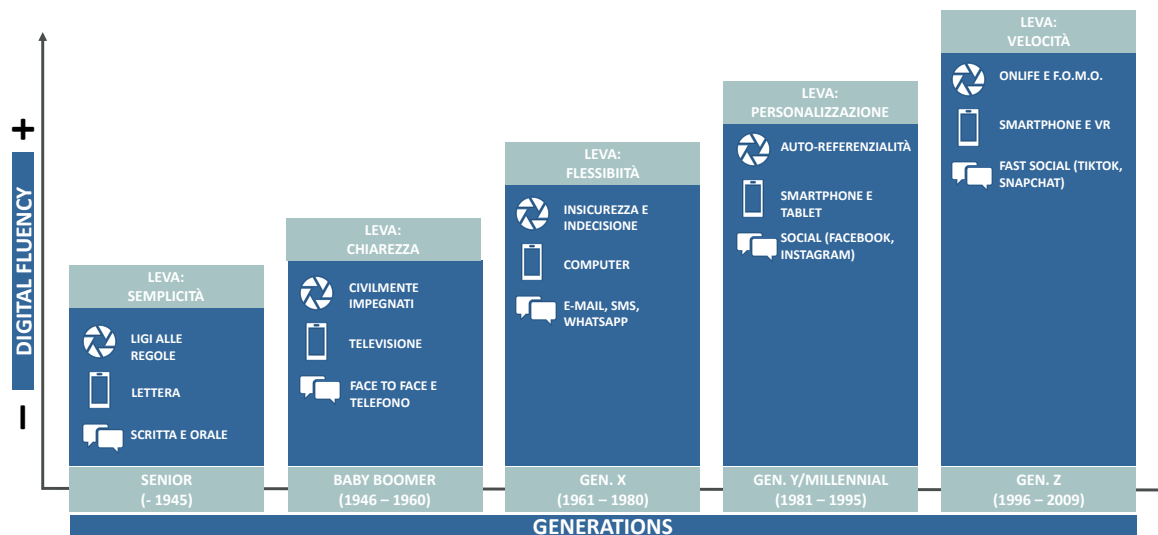 DIGITAL FLUENCY
+
–
LEVA:
SEMPLICITÀ
LIGI ALLE
REGOLE
LETTERA
SCRITTA E ORALE
SENIOR
(- 1945)
LEVA:
CHIAREZZA
CIVILMENTE
IMPEGNATI
TELEVISIONE
FACE TO FACE E
TELEFONO
BABY BOOMER
(1946 – 1960)
LEVA:
FLESSIBIITÀ
INSICUREZZA E
INDECISIONE
COMPUTER
E-MAIL, SMS,
WHATSAPP
GEN. X
(1961 – 1980)
LEVA:
PERSONALIZZAZIONE
AUTO-REFERENZIALITÀ
SMARTPHONE E
TABLET
SOCIAL (FACEBOOK,
INSTAGRAM)
GEN. Y/MILLENNIAL
(1981 – 1995)
LEVA:
VELOCITÀ
ONLIFE E F.O.M.O.
SMARTPHONE E VR
FAST SOCIAL (TIKTOK,
SNAPCHAT)
GEN. Z
(1996 – 2009)
GENERATIONS